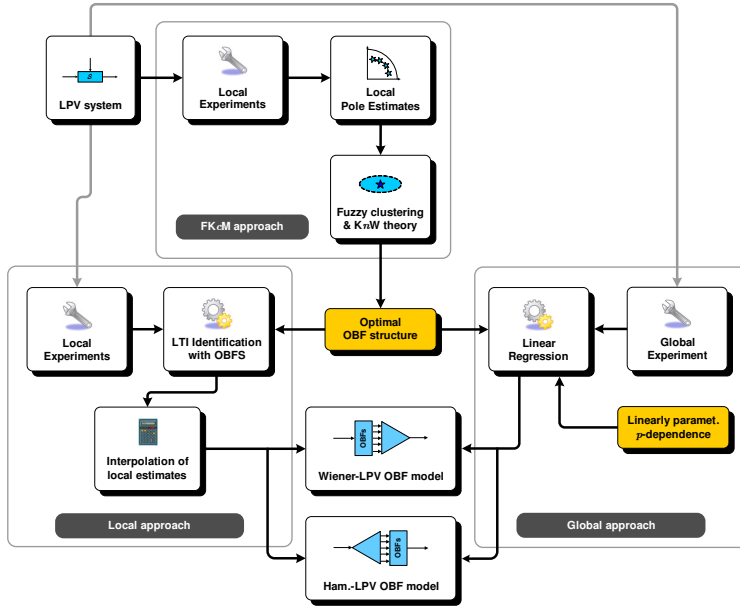 S
LPV system
Local
Experiments
Local
Pole Estimates
Fuzzy clustering
& KnW theory
FKcM approach
Local
Experiments
LTI Identification
with OBFS
Optimal
OBF structure
Linear
Regression
Global
Experiment
Interpolation of
local estimates
OBFs
Wiener-LPV OBF model
Linearly paramet.
p-dependence
Local approach
Global approach
OBFs
Ham.-LPV OBF model